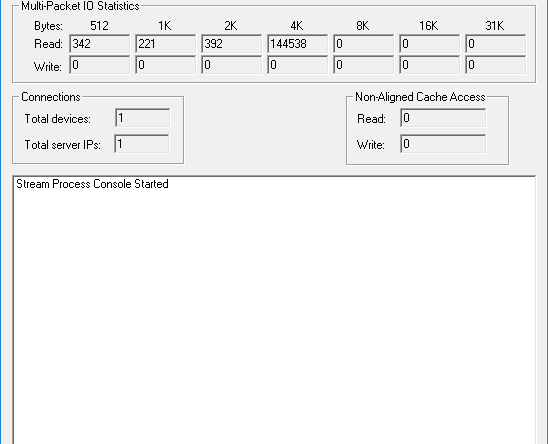 Multi-Packet IO Statistics
Bytes: 512 1K 2K 4K 8K 16K 31K
Read: 342 221 392 144538 0 0 0
Write: 0 0 0 0 0 0 0
Connections
Total devices: 1
Total server IPs: 1
Non-Aligned Cache Access
Read: 0
Write: 0
Stream Process Console Started